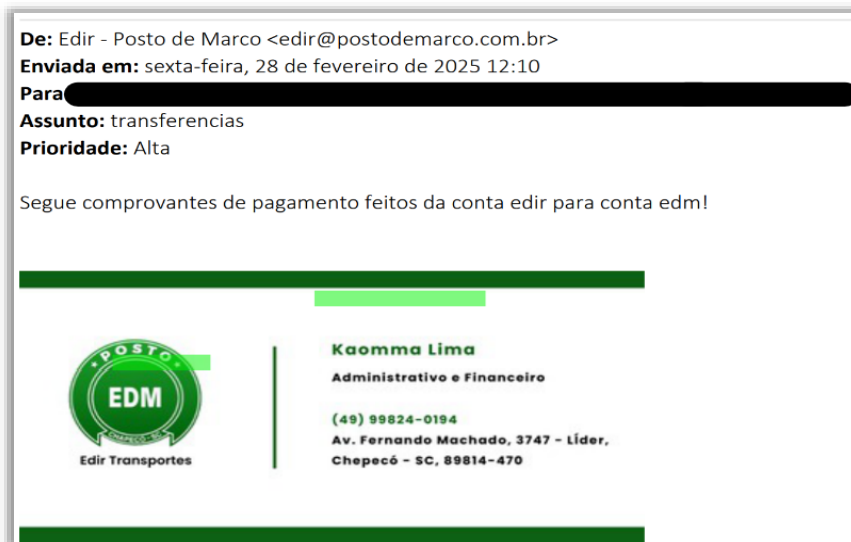 De: Edir - Posto de Marco <edir@postodemarco.com.br>
Enviada em: sexta-feira, 28 de fevereiro de 2025 12:10
Para
Assunto: transferencias
Prioridade: Alta
Segue comprovantes de pagamento feitos da conta edir para conta edm!
POSTO
EDM
CHAPECÓ-SC
Edir Transportes
Kaomma Lima
Administrativo e Financeiro
(49) 99824-0194
Av. Fernando Machado, 3747 - Líder,
Chepecó - SC, 89814-470